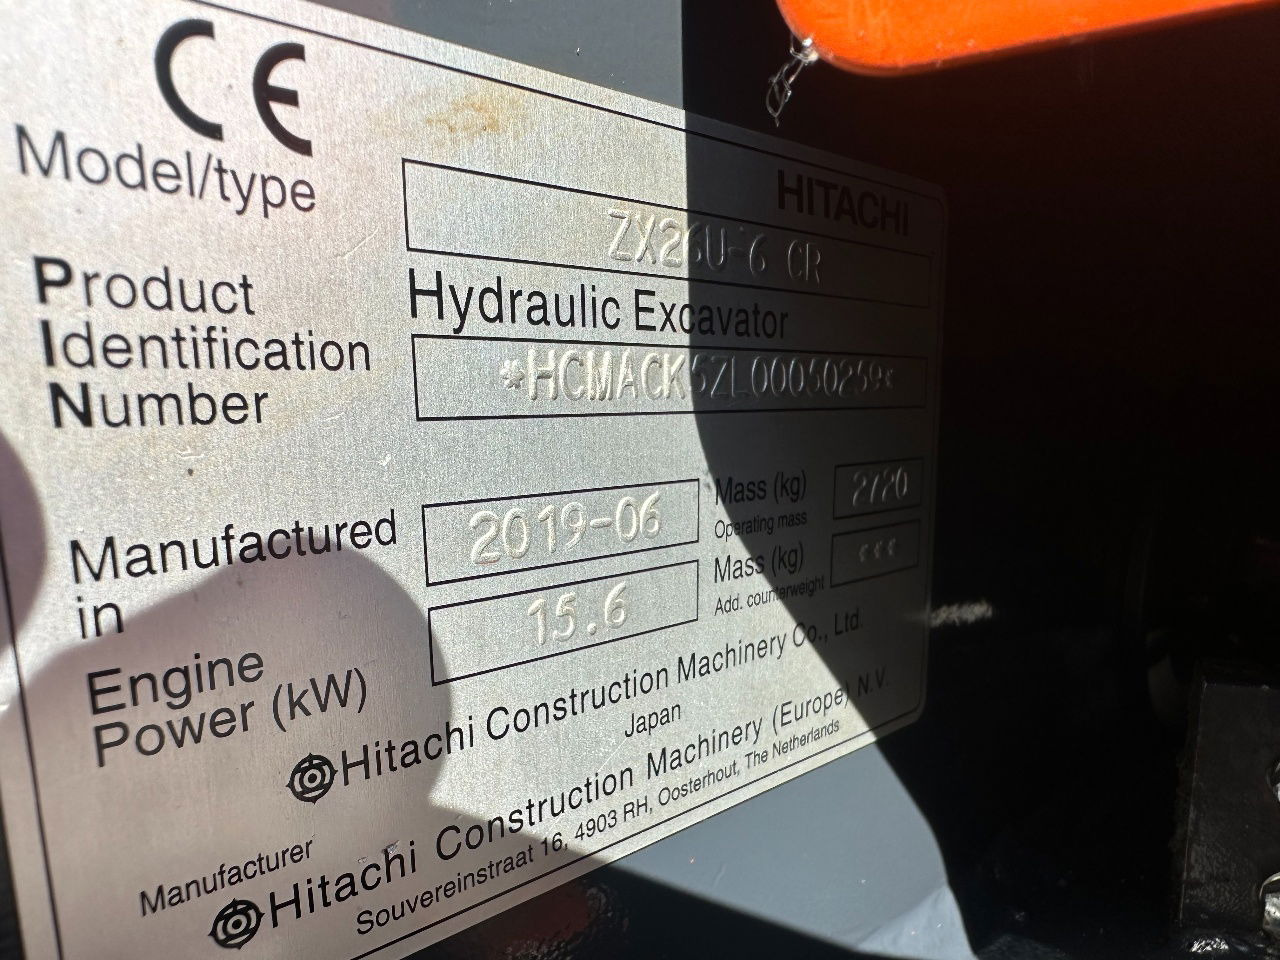 CE
HITACHI
Model/type
ZX26U-6 CR
Hydraulic Excavator
Product
Identification
Number
*HCMACK5ZL00050259*
Manufactured
in
2019-06
Mass (kg)
Operating mass
2720
Engine
Power (kW)
15.6
Mass (kg)
Add. counterweight
***
Hitachi Construction Machinery Co., Ltd.
Japan
Manufacturer
Hitachi Construction Machinery (Europe) N.V.
Souvereinstraat 16, 4903 RH, Oosterhout, The Netherlands